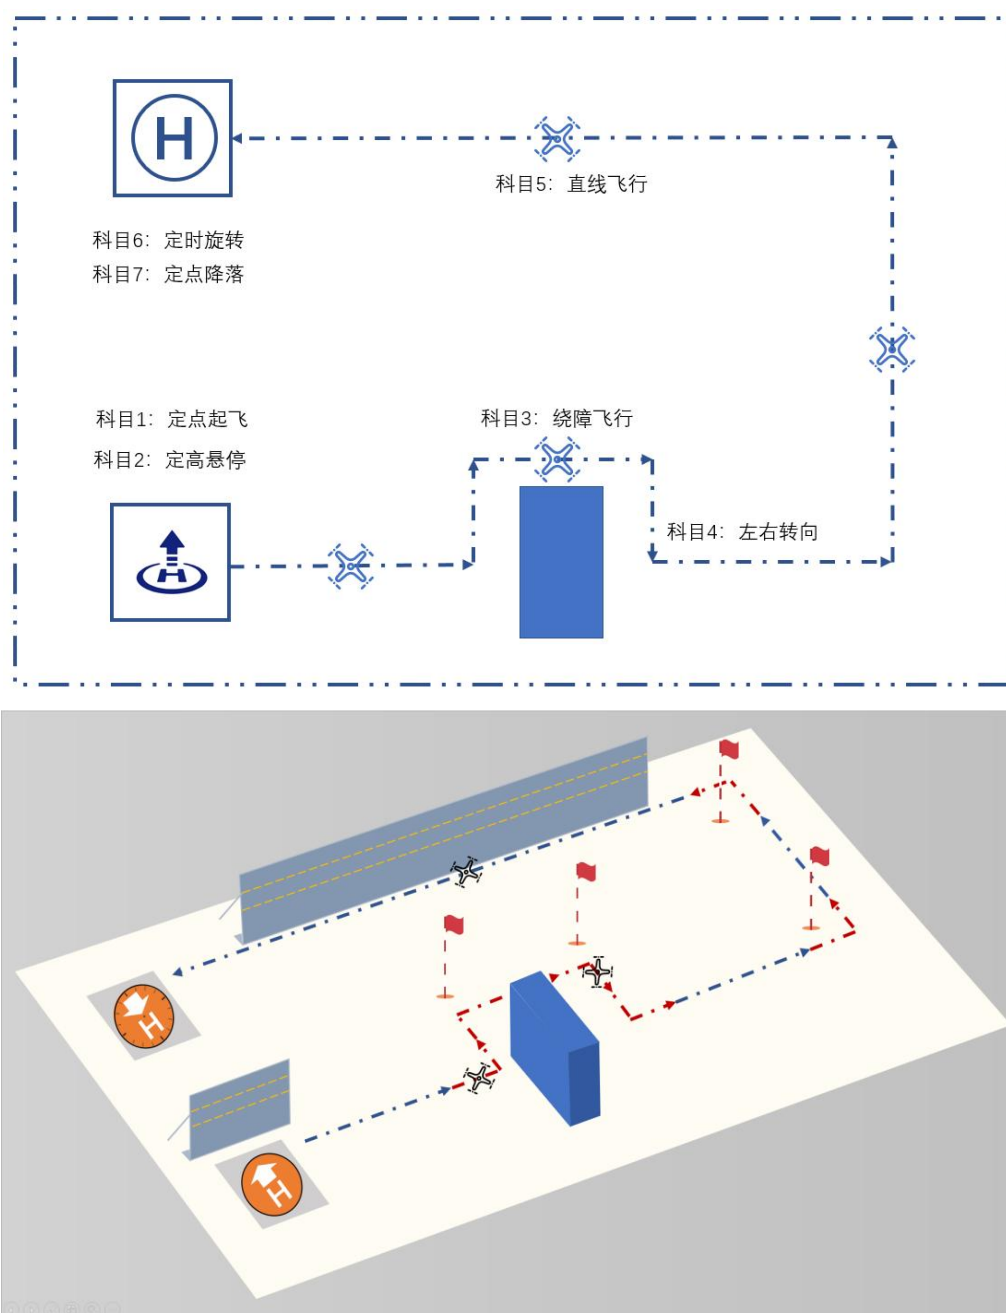 H
科目5：直线飞行
科目6：定时旋转
科目7：定点降落
科目1：定点起飞
科目2：定高悬停
科目3：绕障飞行
科目4：左右转向
H
H
H